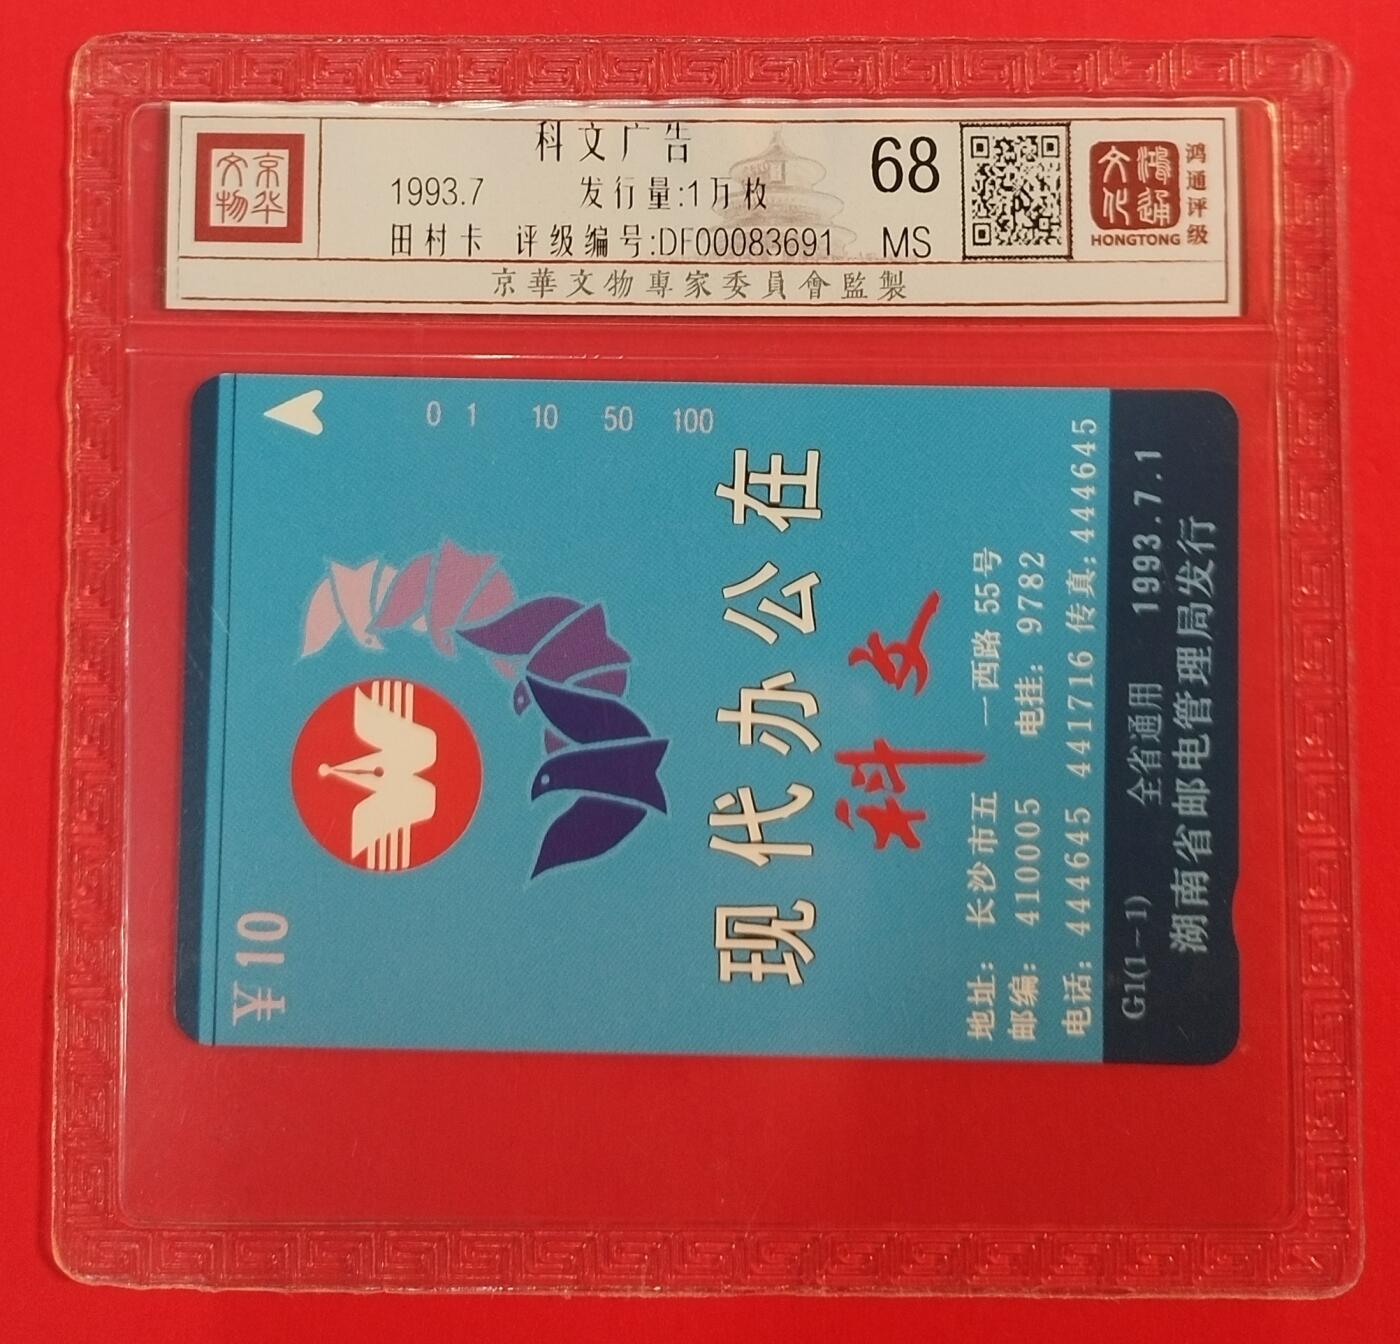 京华
文物
科文广告
1993.7 发行量:1万枚
田村卡 评级编号:DF00083691
68
MS
京華文物專家委員會監製
鸿通
文化
HONGTONG
鸿通评级
¥10
0 1 10 50 100
W
现代办公在
科文
地址: 长沙市五一西路 55号
邮编: 410005 电挂: 9782
电话: 444645 441716 传真: 444645
G1(1-1) 全省通用 1993.7.1
湖南省邮电管理局发行